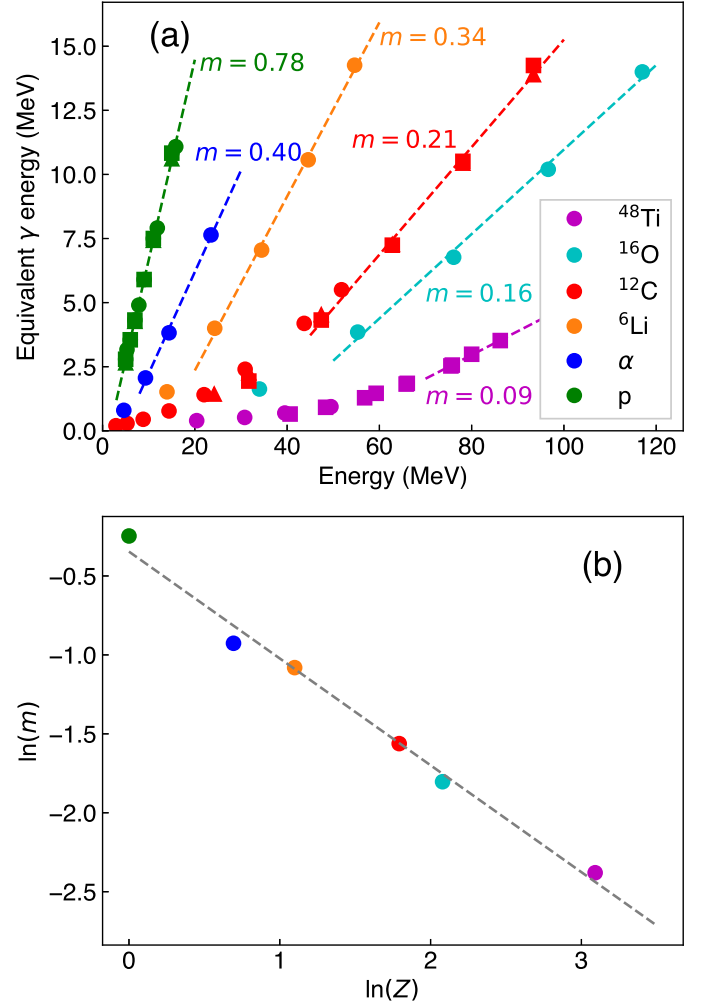 (a)
m = 0.78
m = 0.34
m = 0.40
m = 0.21
m = 0.16
m = 0.09
Equivalent γ energy (MeV)
15.0
12.5
10.0
7.5
5.0
2.5
0.0
0 20 40 60 80 100 120
Energy (MeV)
⁴⁸Ti
¹⁶O
¹²C
⁶Li
α
p
(b)
ln(m)
−0.5
−1.0
−1.5
−2.0
−2.5
0 1 2 3
ln(Z)